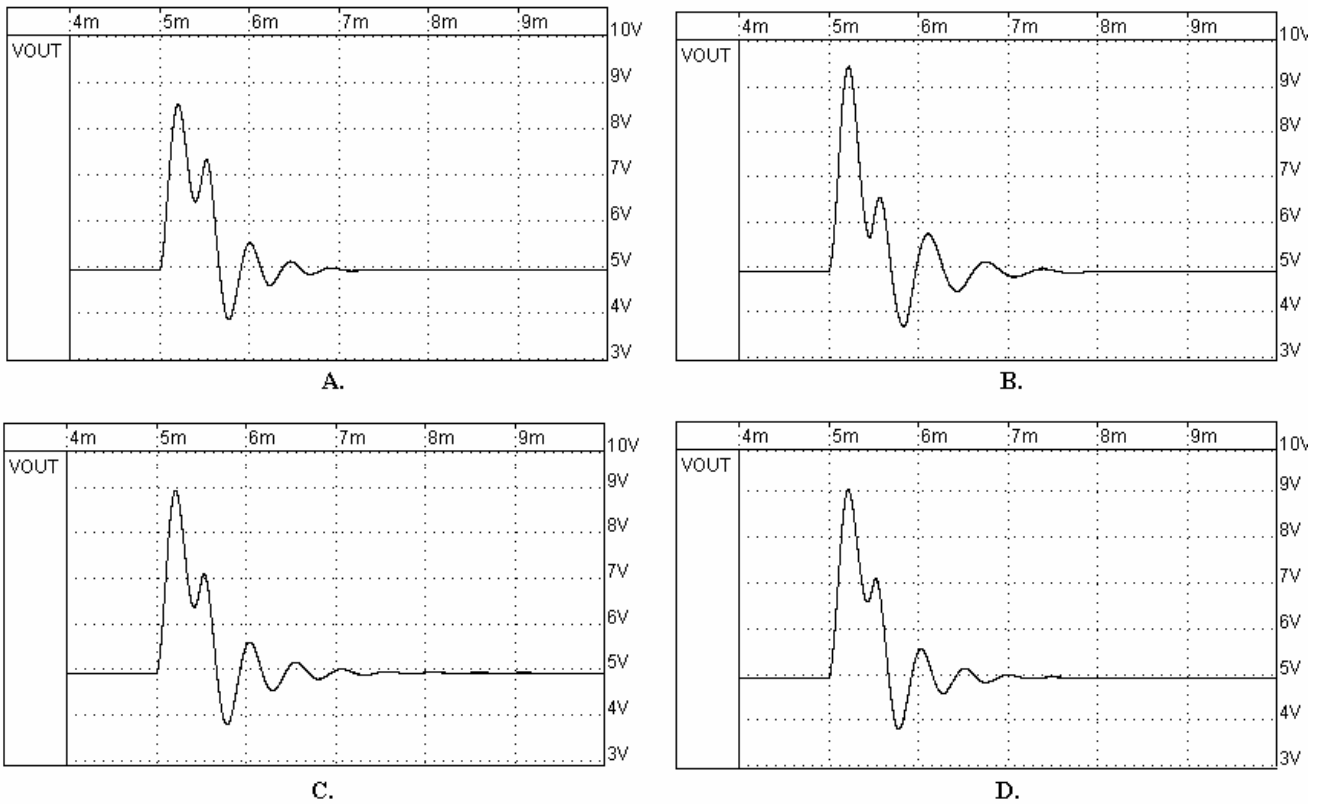 4m 5m 6m 7m 8m 9m
VOUT
10V
9V
8V
7V
6V
5V
4V
3V
A.
4m 5m 6m 7m 8m 9m
VOUT
10V
9V
8V
7V
6V
5V
4V
3V
B.
4m 5m 6m 7m 8m 9m
VOUT
10V
9V
8V
7V
6V
5V
4V
3V
C.
4m 5m 6m 7m 8m 9m
VOUT
10V
9V
8V
7V
6V
5V
4V
3V
D.